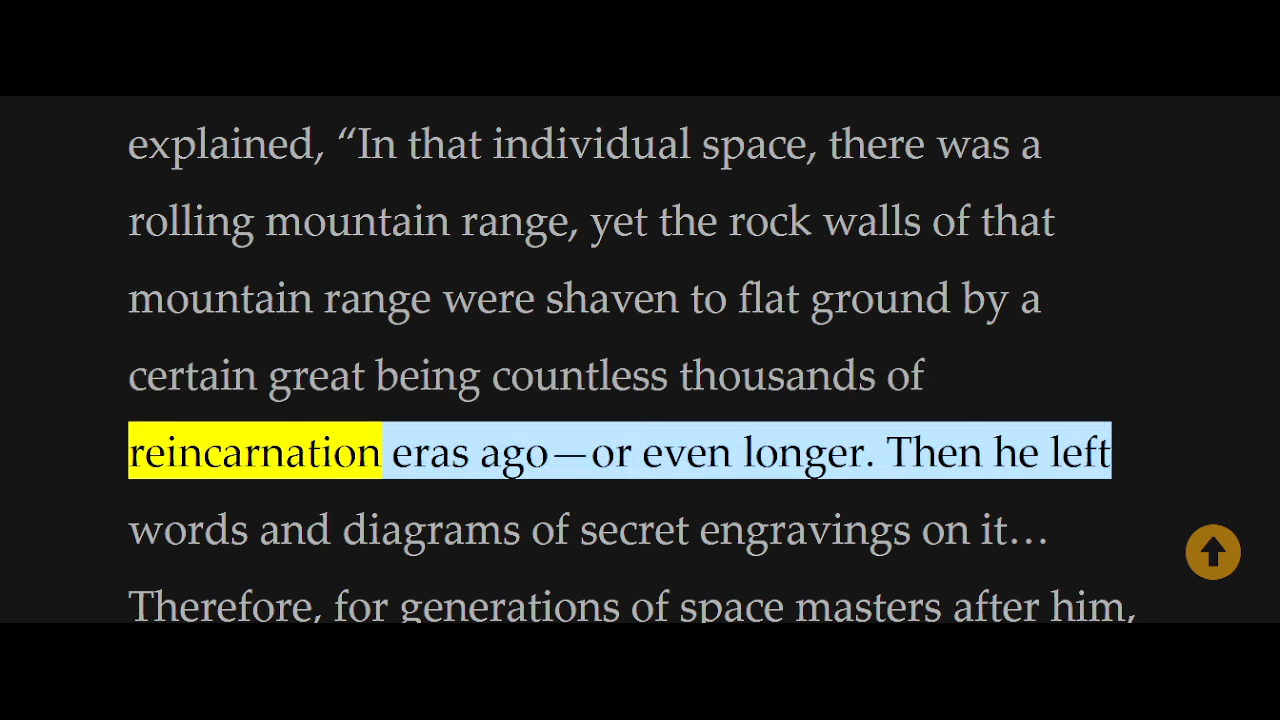 explained, “In that individual space, there was a
rolling mountain range, yet the rock walls of that
mountain range were shaven to flat ground by a
certain great being countless thousands of
reincarnation eras ago—or even longer. Then he left
words and diagrams of secret engravings on it…
Therefore, for generations of space masters after him,